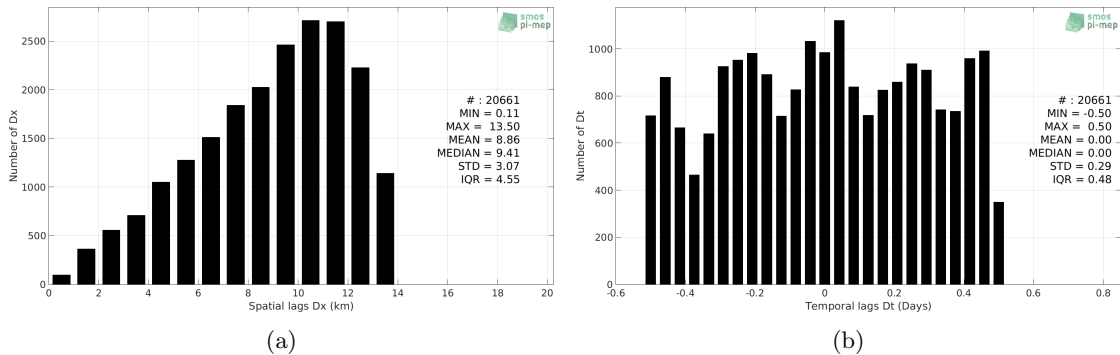 smos
pi-mep
2500
2000
1500
1000
500
0
Number of Dx
# : 20661
MIN = 0.11
MAX = 13.50
MEAN = 8.86
MEDIAN = 9.41
STD = 3.07
IQR = 4.55
0 2 4 6 8 10 12 14 16 18 20
Spatial lags Dx (km)
(a)
smos
pi-mep
1000
800
600
400
200
0
Number of Dt
# : 20661
MIN = -0.50
MAX = 0.50
MEAN = 0.00
MEDIAN = 0.00
STD = 0.29
IQR = 0.48
-0.6 -0.4 -0.2 0 0.2 0.4 0.6 0.8
Temporal lags Dt (Days)
(b)